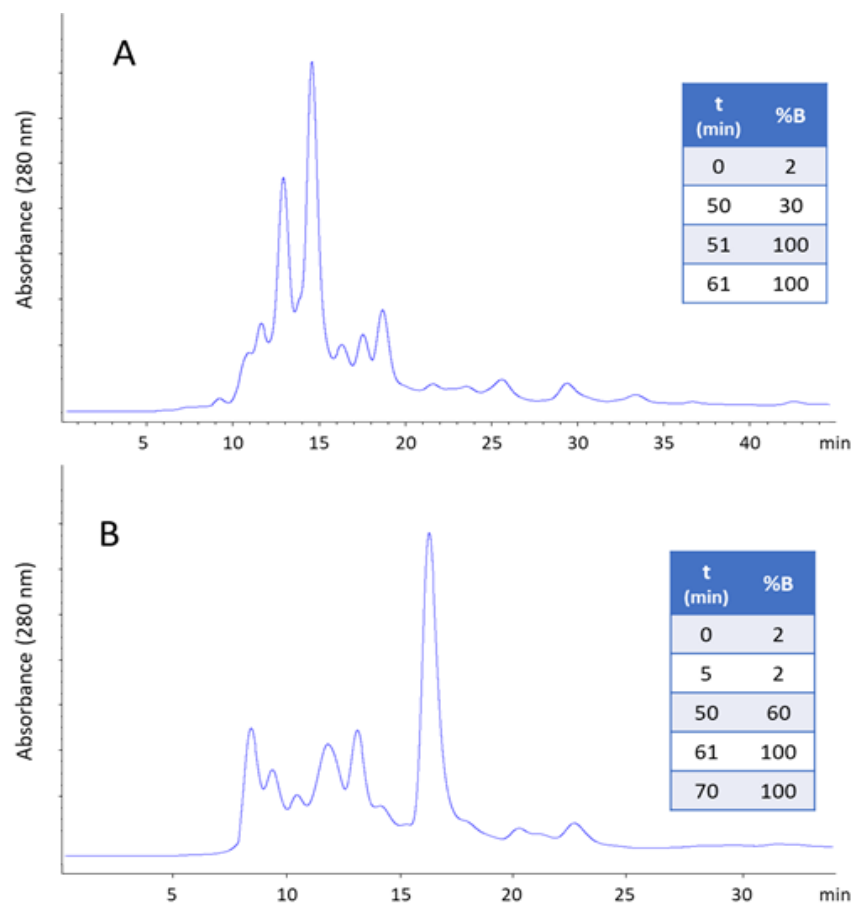 A
Absorbance (280 nm)
t
(min) %B
0 2
50 30
51 100
61 100
5 10 15 20 25 30 35 40 min
B
Absorbance (280 nm)
t
(min) %B
0 2
5 2
50 60
61 100
70 100
5 10 15 20 25 30 min